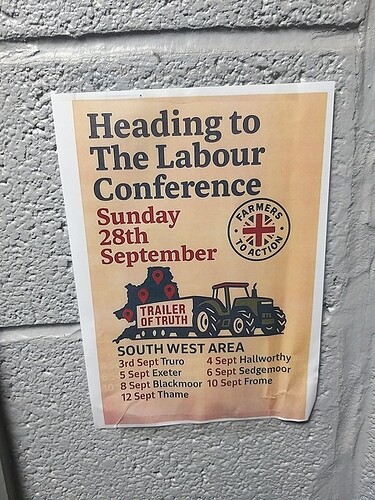 Heading to
The Labour
Conference
Sunday
28th
September
FARMERS
TO ACTION
TRAILER
OF TRUTH
SOUTH WEST AREA
3rd Sept Truro 4 Sept Hallworthy
5 Sept Exeter 6 Sept Sedgemoor
8 Sept Blackmoor 10 Sept Frome
12 Sept Thame